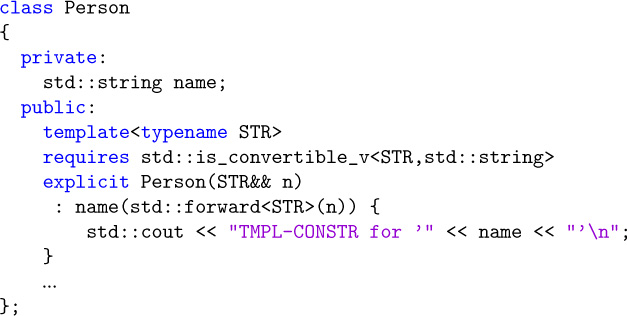 class Person
{
  private:
    std::string name;
  public:
    template<typename STR>
    requires std::is_convertible_v<STR,std::string>
    explicit Person(STR&& n)
     : name(std::forward<STR>(n)) {
        std::cout << "TMPL-CONSTR for ’" << name << "’\n";
    }
    ...
};